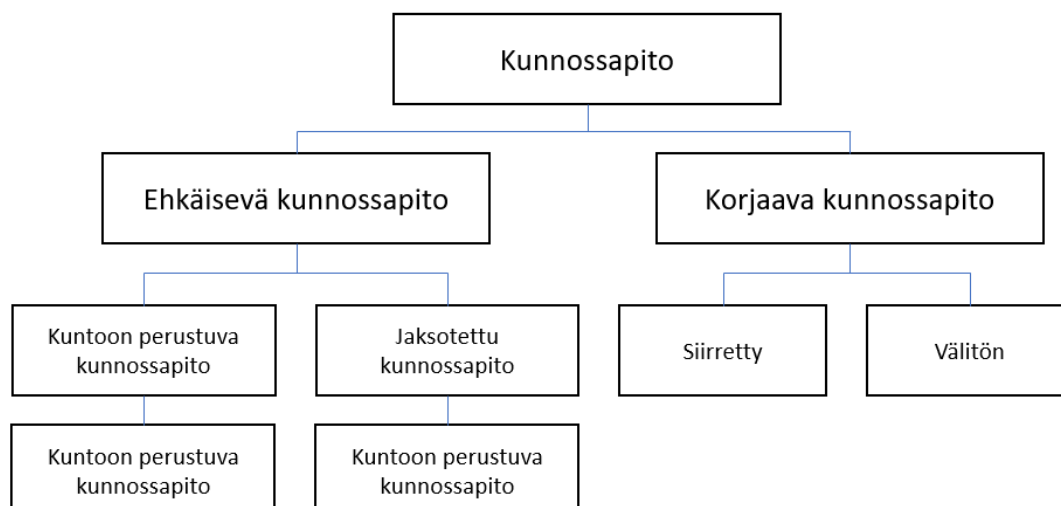 Kunnossapito
Ehkäisevä kunnossapito
Korjaava kunnossapito
Kuntoon perustuva
kunnossapito
Jaksotettu
kunnossapito
Siirretty
Välitön
Kuntoon perustuva
kunnossapito
Kuntoon perustuva
kunnossapito